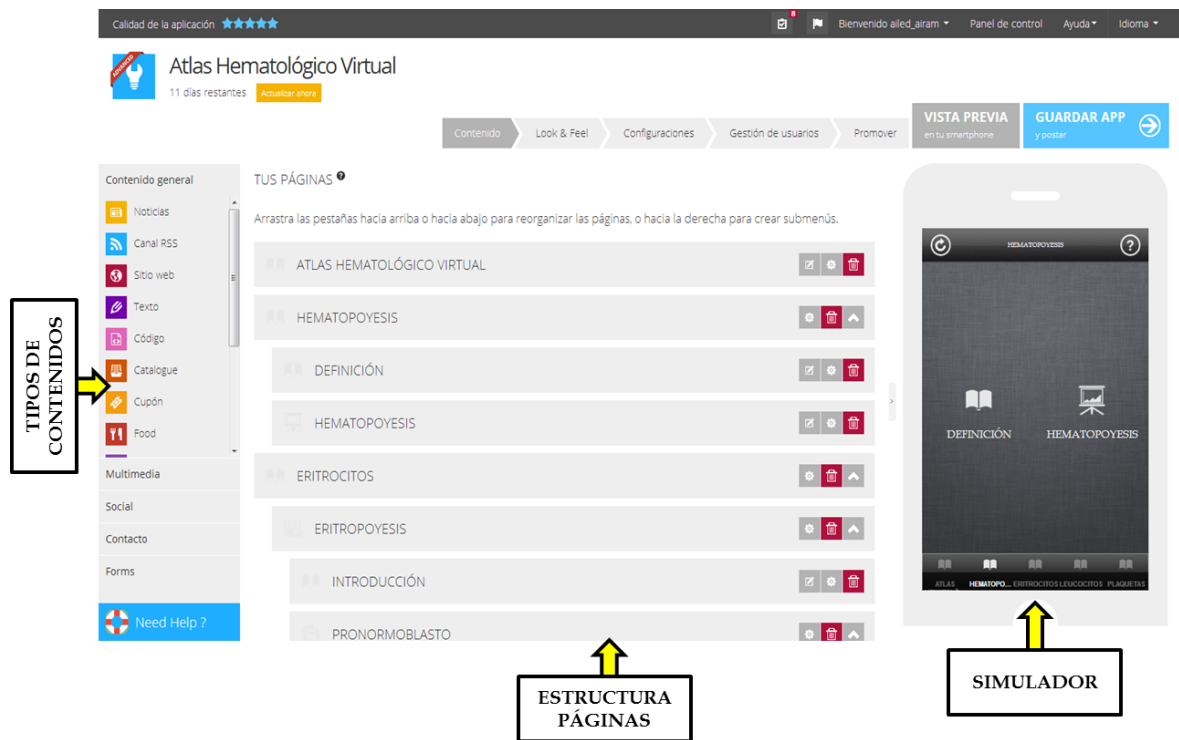 Calidad de la aplicación
8
Bienvenido ailed_airam
Panel de control
Ayuda
Idioma
ADVANCED
Atlas Hematológico Virtual
11 días restantes
Actualizar ahora
Contenido
Look & Feel
Configuraciones
Gestión de usuarios
Promover
VISTA PREVIA
en tu smartphone
GUARDAR APP
y postar
Contenido general
Noticias
Canal RSS
Sitio web
Texto
Código
Catalogue
Cupón
Food
Multimedia
Social
Contacto
Forms
Need Help ?
TIPOS DE
CONTENIDOS
TUS PÁGINAS
Arrastra las pestañas hacia arriba o hacia abajo para reorganizar las páginas, o hacia la derecha para crear submenús.
ATLAS HEMATOLÓGICO VIRTUAL
HEMATOPOYESIS
DEFINICIÓN
HEMATOPOYESIS
ERITROCITOS
ERITROPOYESIS
INTRODUCCIÓN
PRONORMOBLASTO
ESTRUCTURA
PÁGINAS
HEMATOPOYESIS
?
DEFINICIÓN
HEMATOPOYESIS
ATLAS
HEMATOPO...
ERITROCITOS
LEUCOCITOS
PLAQUETAS
SIMULADOR